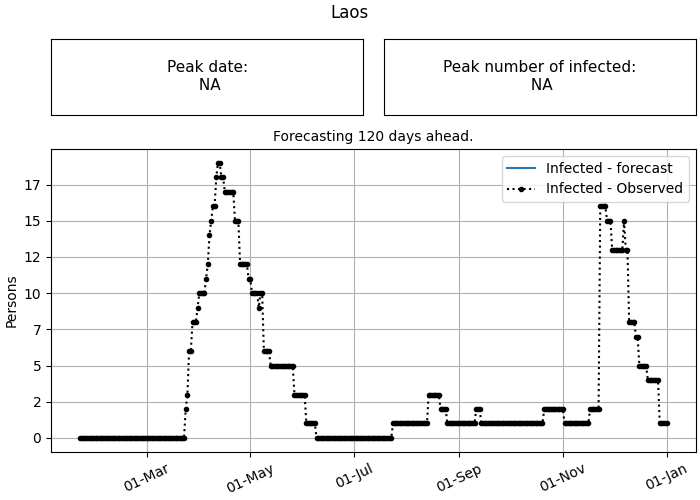 Laos
Peak date:
NA
Peak number of infected:
NA
Forecasting 120 days ahead.
Infected - forecast
Infected - Observed
Persons
17
15
12
10
7
5
2
0
01-Mar
01-May
01-Jul
01-Sep
01-Nov
01-Jan